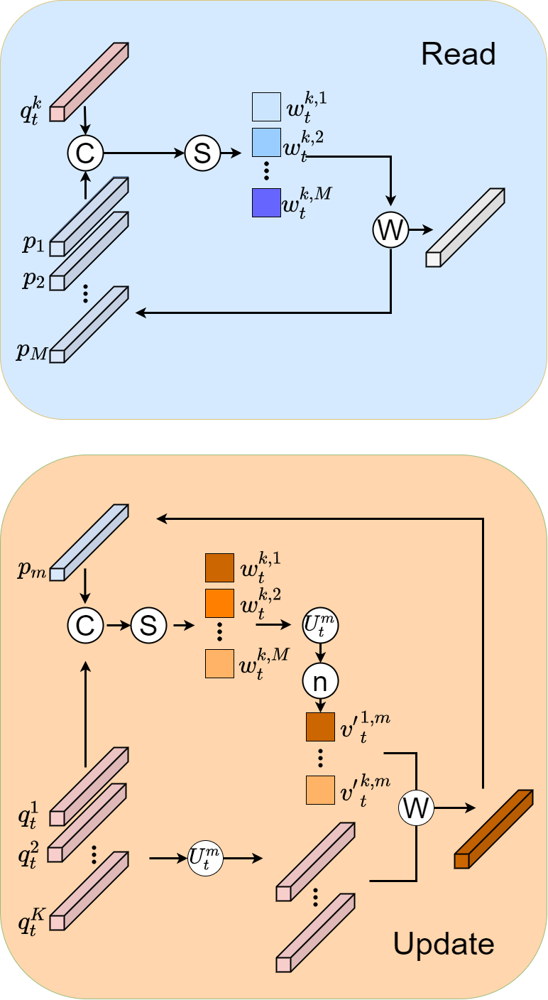 Read
q_t^k
C
S
w_t^{k,1}
w_t^{k,2}
w_t^{k,M}
W
p_1
p_2
p_M
p_m
C
S
w_t^{k,1}
w_t^{k,2}
w_t^{k,M}
U_t^m
n
v'_t^{1,m}
v'_t^{k,m}
W
q_t^1
q_t^2
q_t^K
U_t^m
Update